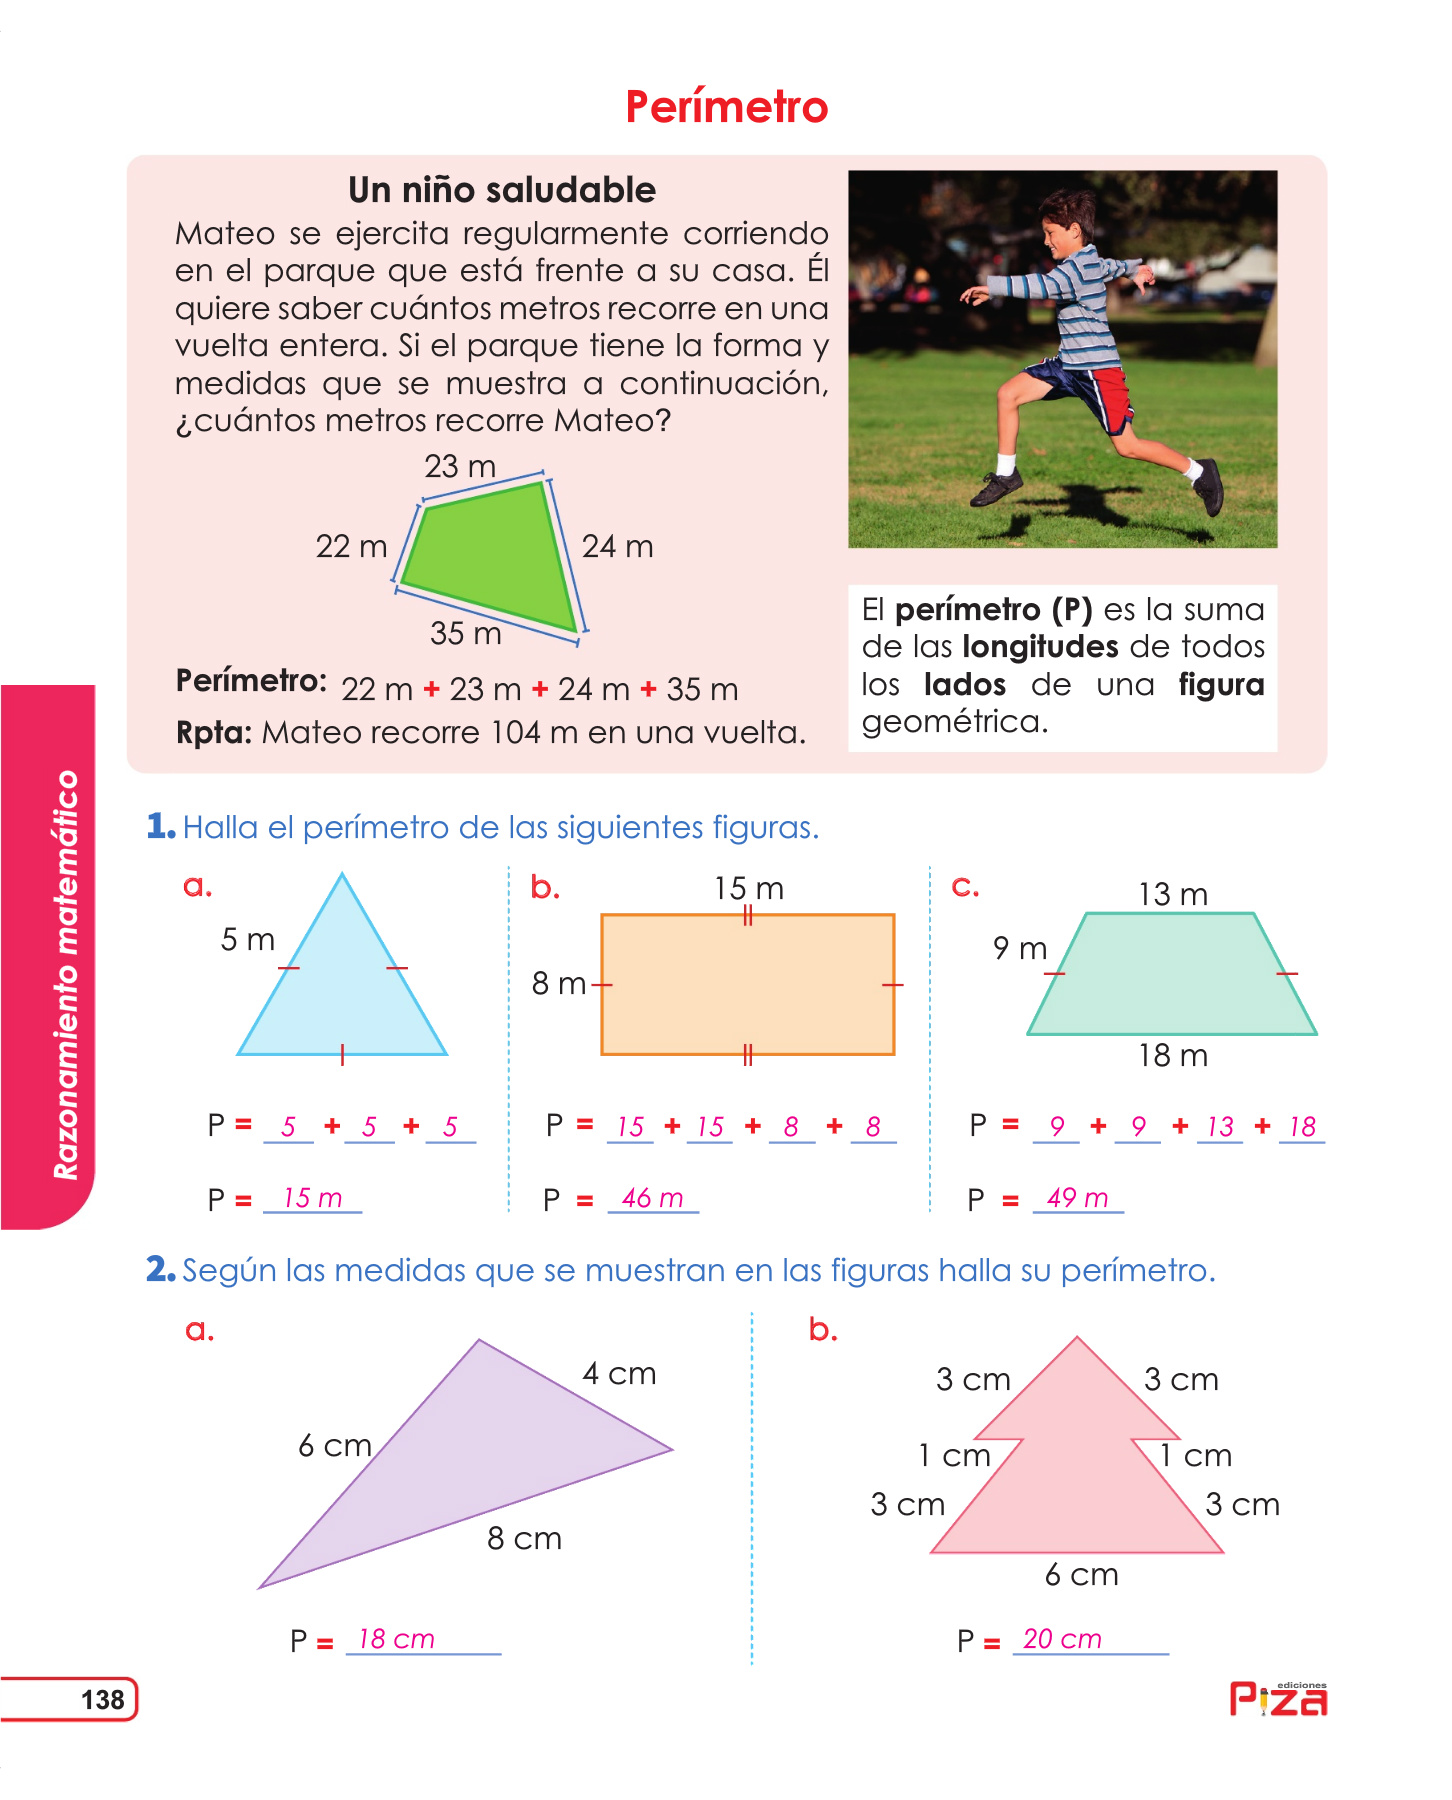 Perímetro
Un niño saludable
Mateo se ejercita regularmente corriendo
en el parque que está frente a su casa. Él
quiere saber cuántos metros recorre en una
vuelta entera. Si el parque tiene la forma y
medidas que se muestra a continuación,
¿cuántos metros recorre Mateo?
23 m
22 m
24 m
35 m
Perímetro: 22 m + 23 m + 24 m + 35 m
Rpta: Mateo recorre 104 m en una vuelta.
El perímetro (P) es la suma
de las longitudes de todos
los lados de una figura
geométrica.
Razonamiento matemático
1. Halla el perímetro de las siguientes figuras.
a.
5 m
P = 5 + 5 + 5
P = 15 m
b.
15 m
8 m
P = 15 + 15 + 8 + 8
P = 46 m
c.
13 m
9 m
18 m
P = 9 + 9 + 13 + 18
P = 49 m
2. Según las medidas que se muestran en las figuras halla su perímetro.
a.
4 cm
6 cm
8 cm
P = 18 cm
b.
3 cm 3 cm
1 cm 1 cm
3 cm 3 cm
6 cm
P = 20 cm
138
ediciones
Piza